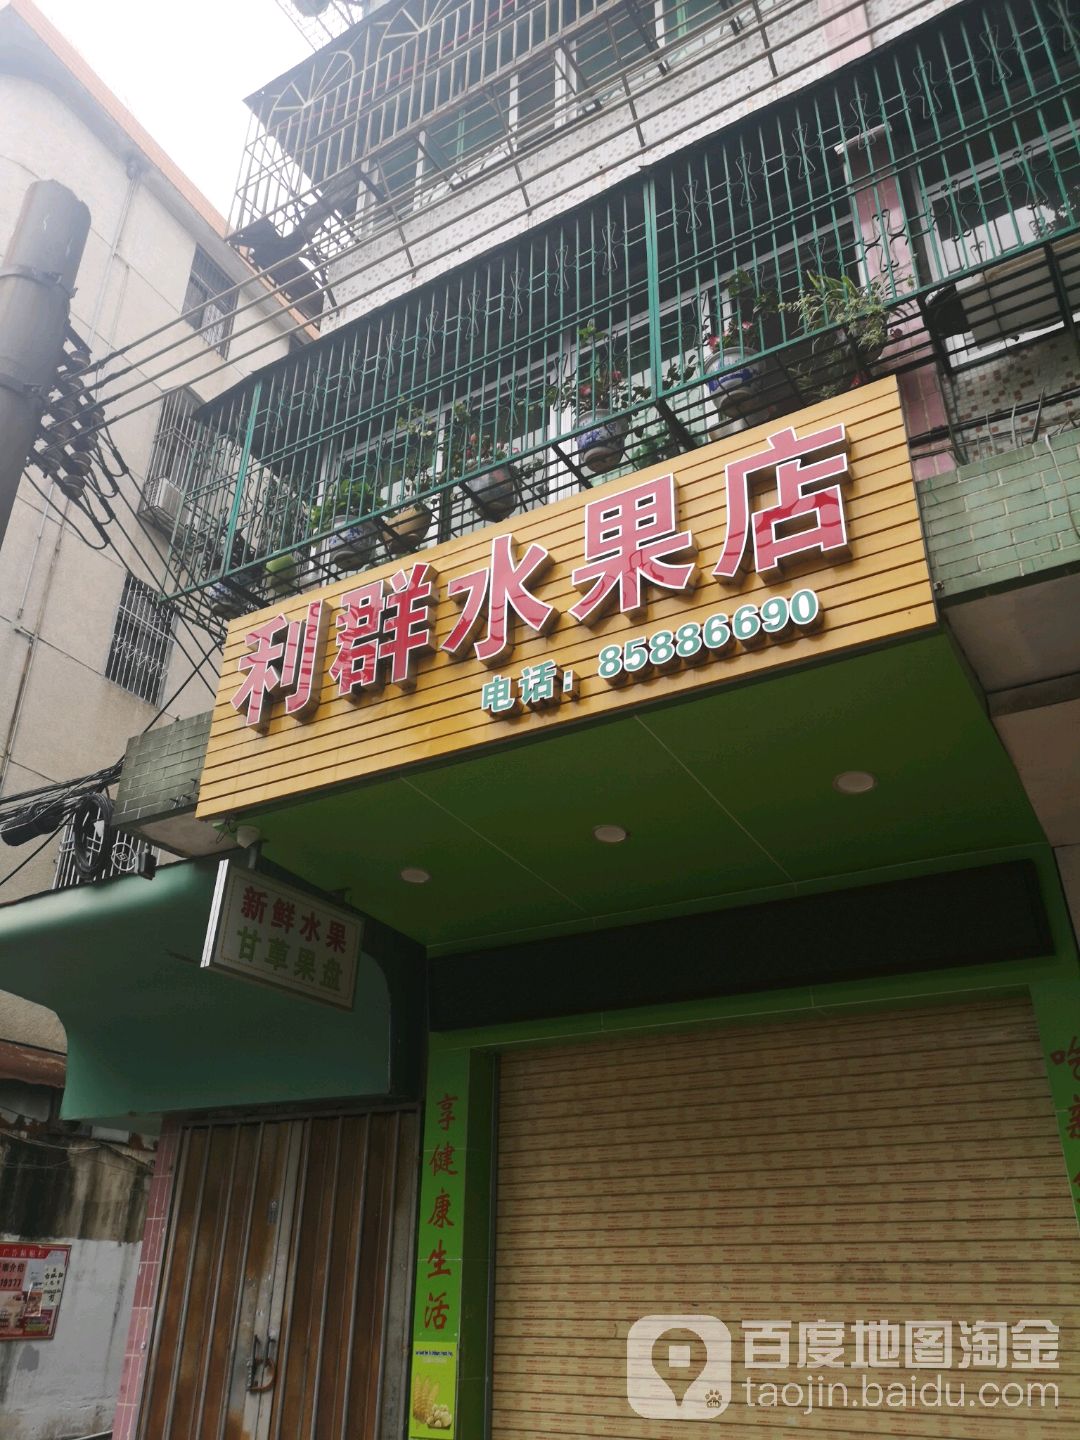 利群水果店
电话：85886690
新鲜水果
甘草果盘
享健康生活
百度地图淘金
taojin.baidu.com